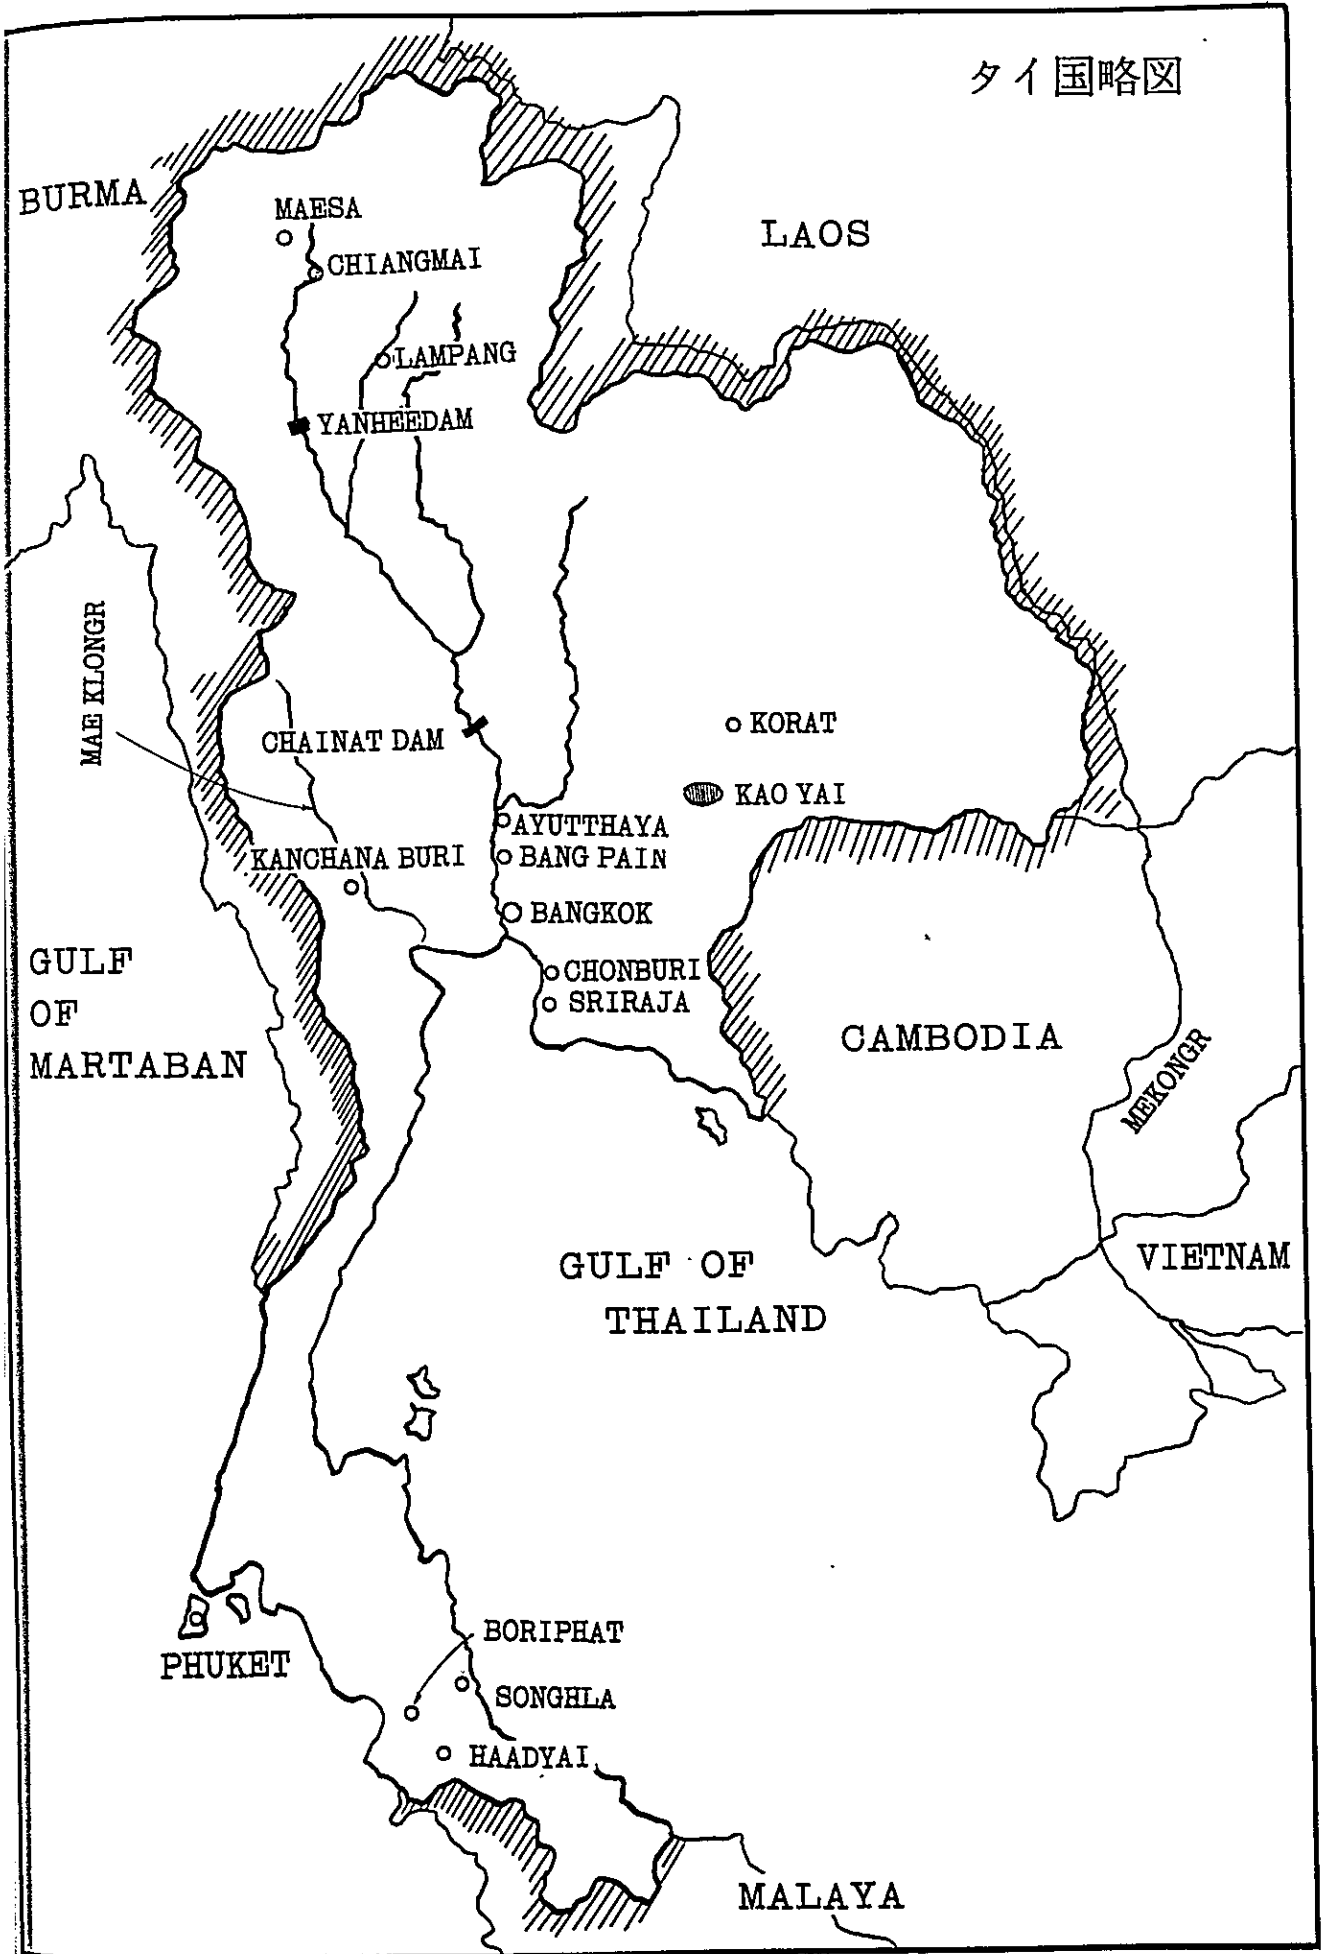 タイ国略図
BURMA
MAESA
LAOS
CHIANGMAI
LAMPANG
YANHEEDAM
MAE KLONGR
KORAT
CHAINAT DAM
KAO YAI
AYUTTHAYA
KANCHANA BURI
BANG PAIN
BANGKOK
GULF
OF
MARTABAN
CHONBURI
SRIRAJA
CAMBODIA
MEKONGR
GULF OF
THAILAND
VIETNAM
BORIPHAT
PHUKET
SONGHLA
HAADYAI
MALAYA